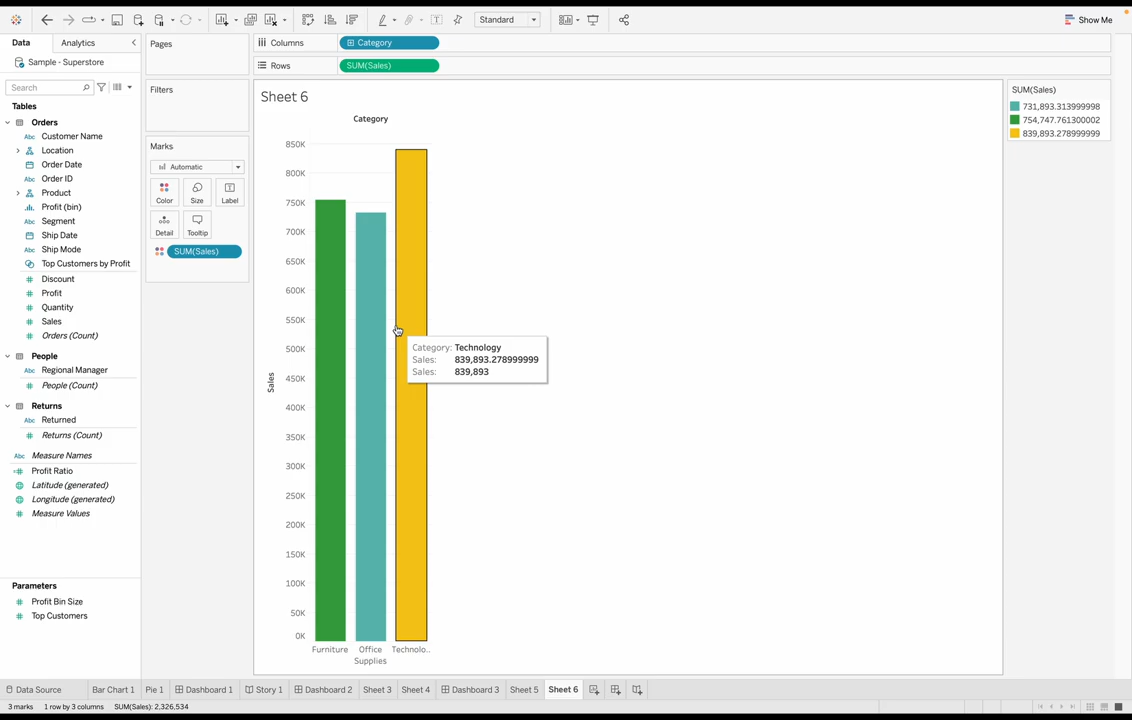 Standard
Show Me
Data
Analytics
Sample - Superstore
Search
Tables
Orders
Abc Customer Name
Location
Order Date
Abc Order ID
Product
Profit (bin)
Abc Segment
Ship Date
Abc Ship Mode
Top Customers by Profit
Discount
Profit
Quantity
Sales
Orders (Count)
People
Abc Regional Manager
People (Count)
Returns
Abc Returned
Returns (Count)
Abc Measure Names
Profit Ratio
Latitude (generated)
Longitude (generated)
Measure Values
Parameters
Profit Bin Size
Top Customers
Pages
Filters
Marks
Automatic
Color Size Label
Detail Tooltip
SUM(Sales)
Columns Category
Rows SUM(Sales)
Sheet 6
Category
850K
800K
750K
700K
650K
600K
550K
500K
450K
400K
350K
300K
250K
200K
150K
100K
50K
0K
Sales
Furniture Office Technolo..
Supplies
Category: Technology
Sales: 839,893.278999999
Sales: 839,893
SUM(Sales)
731,893.313999998
754,747.761300002
839,893.278999999
Data Source Bar Chart 1 Pie 1 Dashboard 1 Story 1 Dashboard 2 Sheet 3 Sheet 4 Dashboard 3 Sheet 5 Sheet 6
3 marks 1 row by 3 columns SUM(Sales): 2,326,534